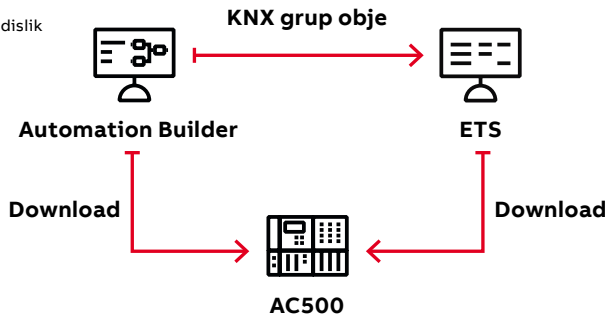 dislik
KNX grup obje
Automation Builder
ETS
Download
Download
AC500